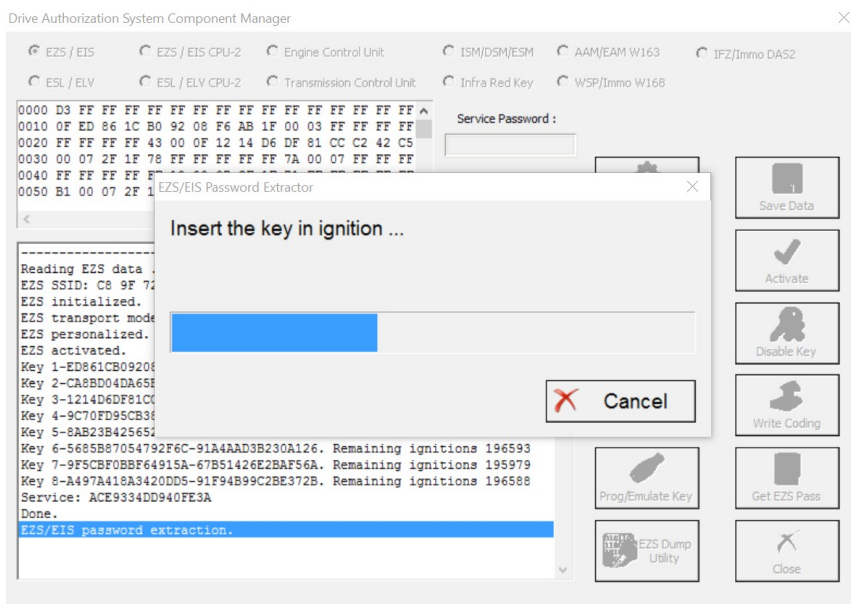 Drive Authorization System Component Manager
EZS / EIS
EZS / EIS CPU-2
Engine Control Unit
ISM/DSM/ESM
AAM/EAM W163
IFZ/Immo DAS2
ESL / ELV
ESL / ELV CPU-2
Transmission Control Unit
Infra Red Key
WSP/Immo W168
0000 D3 FF FF FF FF FF FF FF FF FF FF FF FF FF FF FF
0010 0F ED 86 1C B0 92 08 F6 AB 1F 00 03 FF FF FF FF
0020 FF FF FF FF 43 00 0F 12 14 D6 DF 81 CC C2 42 C5
0030 00 07 2F 1F 78 FF FF FF FF FF 7A 00 07 FF FF FF
0040 FF FF FF FF
0050 B1 00 07 2F
Service Password :
Save Data
Activate
Disable Key
Write Coding
Prog/Emulate Key
Get EZS Pass
EZS Dump
Utility
Close
EZS/EIS Password Extractor
Insert the key in ignition ...
Cancel
Reading EZS data
EZS SSID: C8 9F 72
EZS initialized.
EZS transport mode
EZS personalized.
EZS activated.
Key 1-ED861CB09208
Key 2-CA8BD04DA65
Key 3-1214D6DF81C
Key 4-9C70FD95CB38
Key 5-8AB23B425652
Key 6-5685B87054792F6C-91A4AAD3B230A126. Remaining ignitions 196593
Key 7-9F5CBF0BBF64915A-67B51426E2BAF56A. Remaining ignitions 195979
Key 8-A497A418A3420DD5-91F94B99C2BE372B. Remaining ignitions 196588
Service: ACE9334DD940FE3A
Done.
EZS/EIS password extraction.